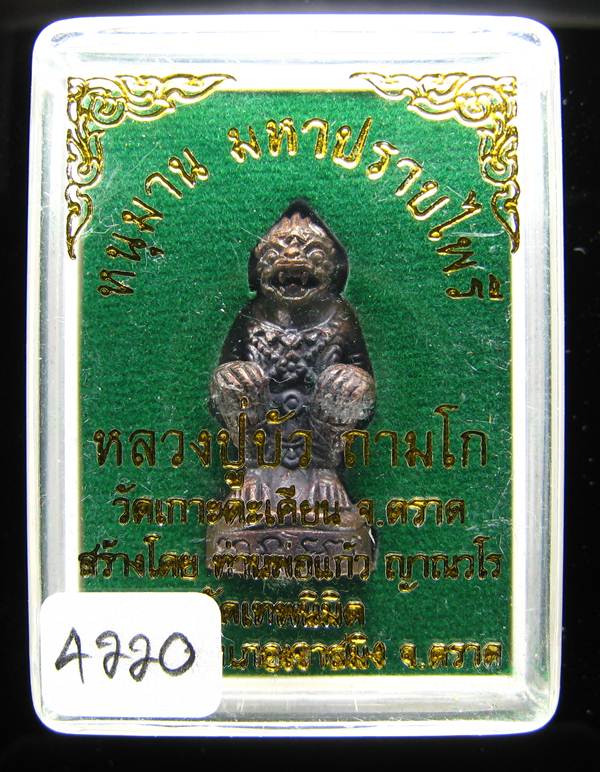 หนุมาน มหาปราบไพรี
หลวงปู่บัว ถามโก
วัดเกาะตะเคียน จ.ตราด
สร้างโดย ท่านพ่อแก้ว ญาณวโร
วัดเทพนิมิต
จ.ตราด
4220